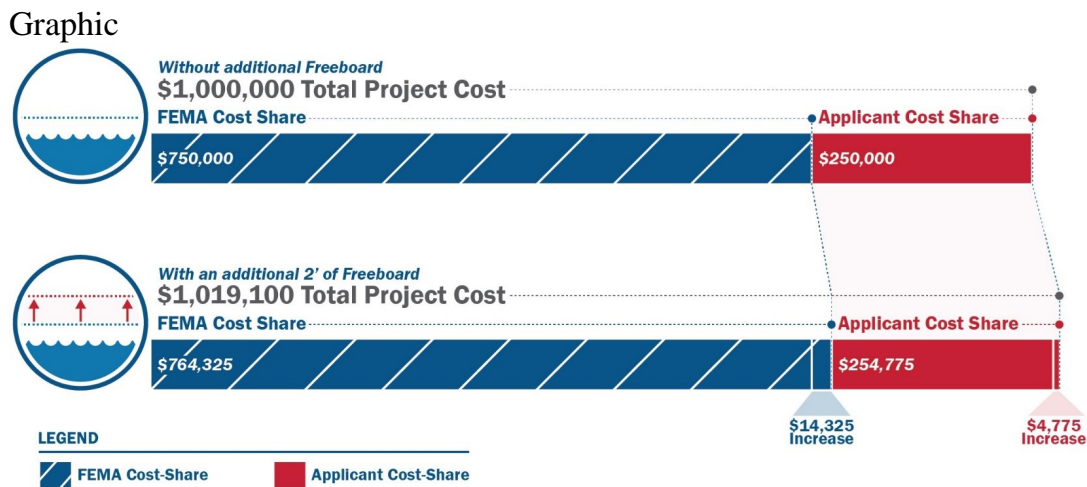 Graphic
Without additional Freeboard
$1,000,000 Total Project Cost
FEMA Cost Share
Applicant Cost Share
$750,000
$250,000
With an additional 2' of Freeboard
$1,019,100 Total Project Cost
FEMA Cost Share
Applicant Cost Share
$764,325
$254,775
$14,325
Increase
$4,775
Increase
LEGEND
FEMA Cost-Share
Applicant Cost-Share